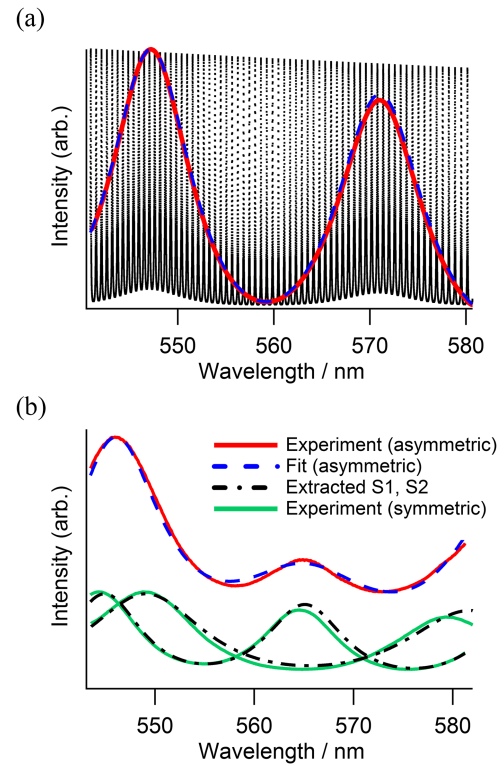 (a)
Intensity (arb.)
550
560
570
580
Wavelength / nm
(b)
Experiment (asymmetric)
Fit (asymmetric)
Extracted S1, S2
Experiment (symmetric)
Intensity (arb.)
550
560
570
580
Wavelength / nm